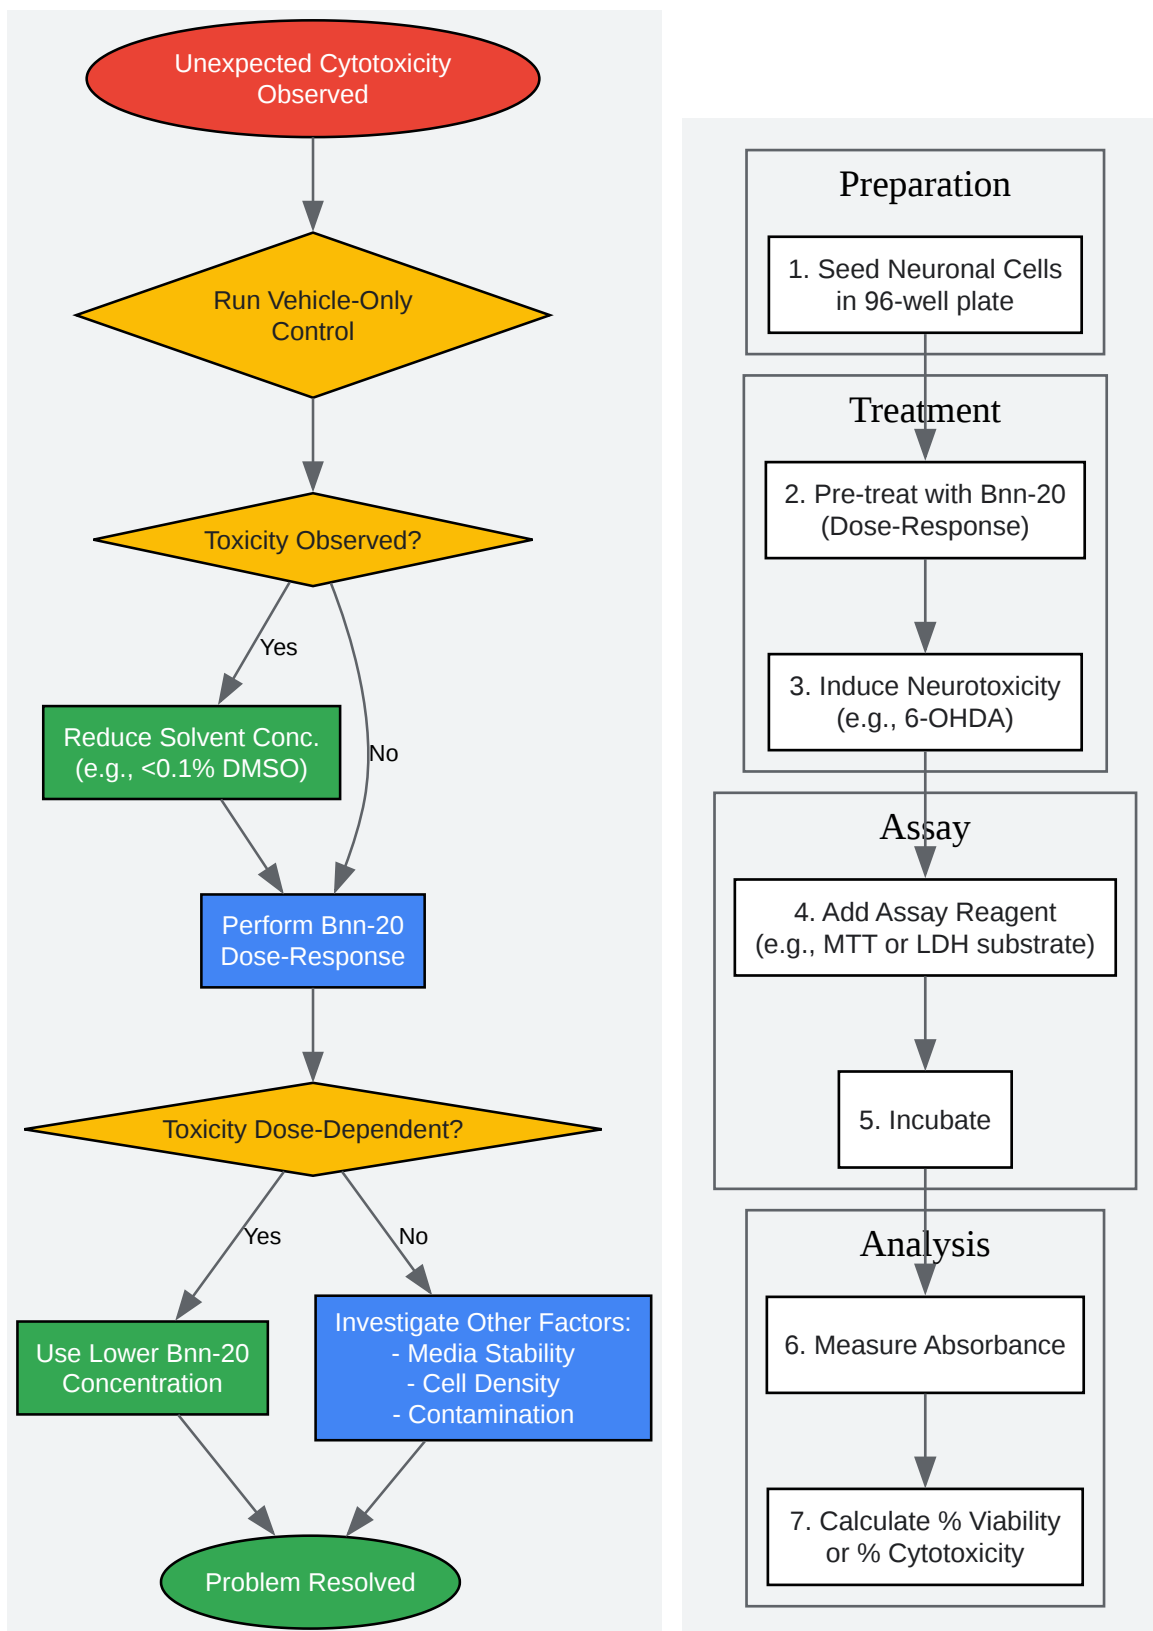 Unexpected Cytotoxicity
Observed
Run Vehicle-Only
Control
Toxicity Observed?
Yes
No
Reduce Solvent Conc.
(e.g., <0.1% DMSO)
Perform Bnn-20
Dose-Response
Toxicity Dose-Dependent?
Yes
No
Use Lower Bnn-20
Concentration
Investigate Other Factors:
- Media Stability
- Cell Density
- Contamination
Problem Resolved
Preparation
1. Seed Neuronal Cells
in 96-well plate
Treatment
2. Pre-treat with Bnn-20
(Dose-Response)
3. Induce Neurotoxicity
(e.g., 6-OHDA)
Assay
4. Add Assay Reagent
(e.g., MTT or LDH substrate)
5. Incubate
Analysis
6. Measure Absorbance
7. Calculate % Viability
or % Cytotoxicity